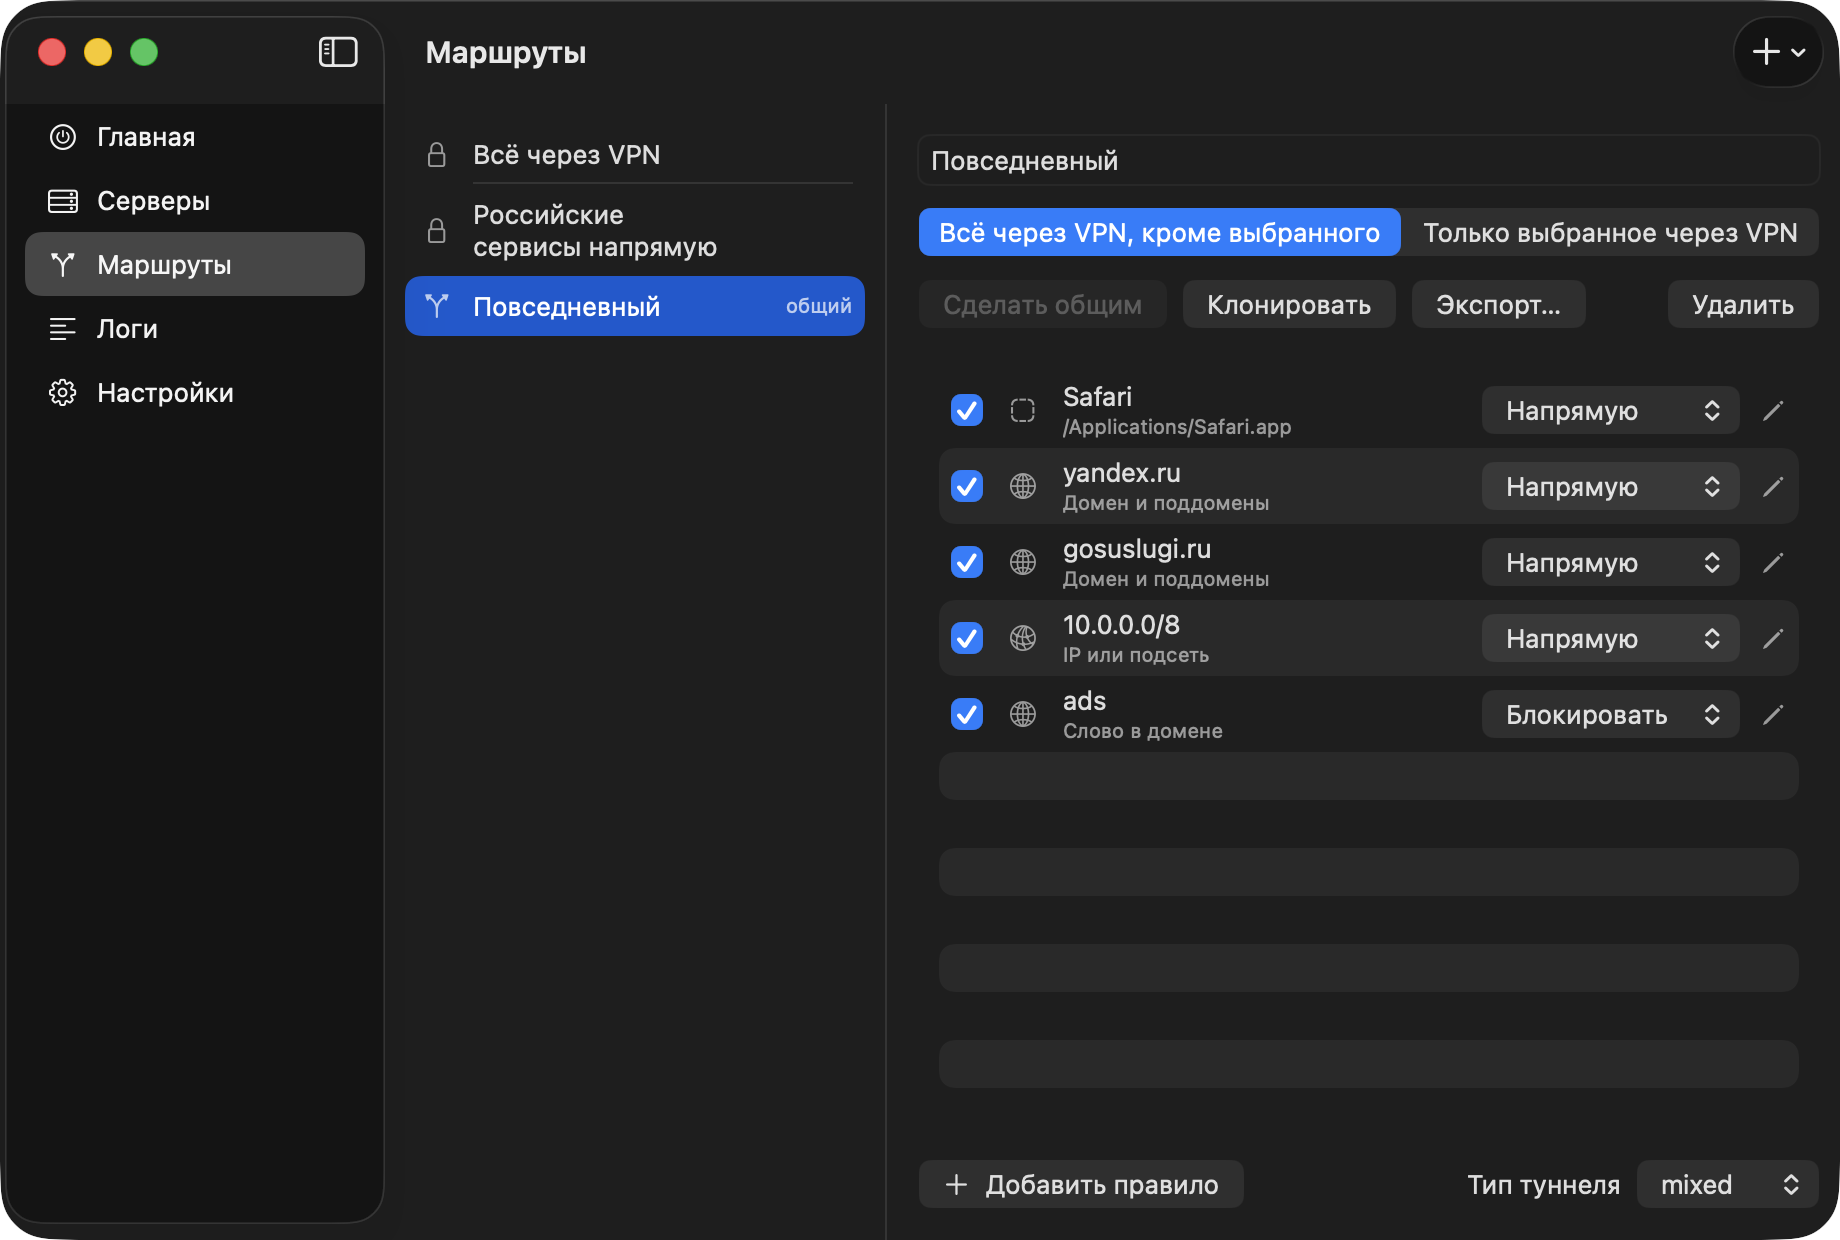 Маршруты
Главная
Серверы
Маршруты
Логи
Настройки
Всё через VPN
Российские
сервисы напрямую
Повседневный общий
Повседневный
Всё через VPN, кроме выбранного Только выбранное через VPN
Сделать общим Клонировать Экспорт... Удалить
Safari
/Applications/Safari.app
Напрямую
yandex.ru
Домен и поддомены
Напрямую
gosuslugi.ru
Домен и поддомены
Напрямую
10.0.0.0/8
IP или подсеть
Напрямую
ads
Слово в домене
Блокировать
Добавить правило
Тип туннеля mixed